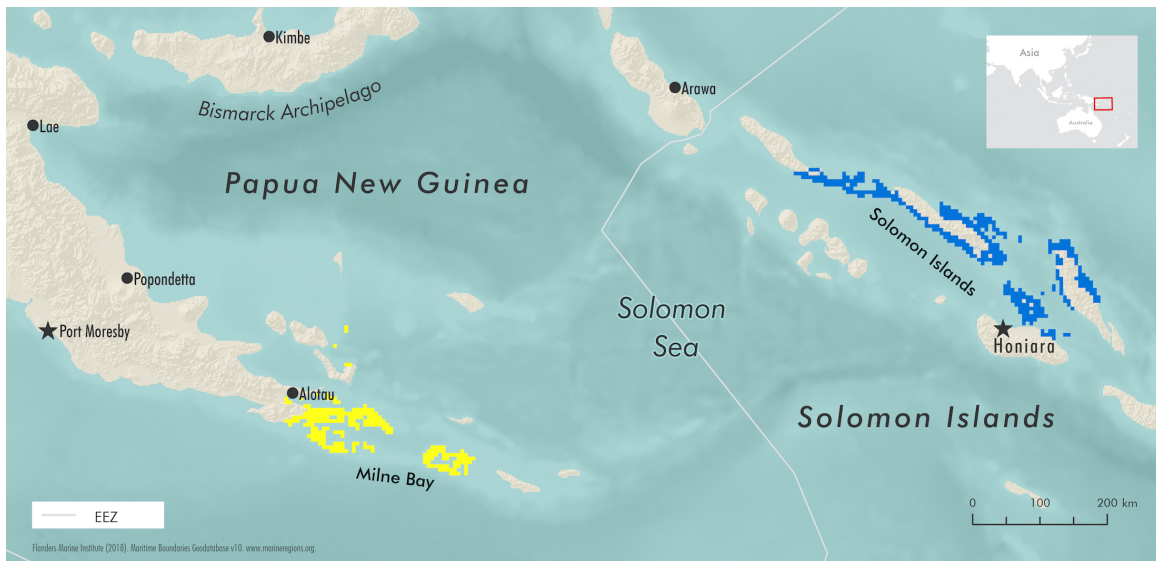 Kimbe
Asia
Arawa
Bismarck Archipelago
Australia
Lae
Papua New Guinea
Solomon Islands
Popondetta
Solomon
Sea
Port Moresby
Honiara
Alotau
Solomon Islands
Milne Bay
0 100 200 km
EEZ
Flanders Marine Institute (2018). Maritime Boundaries Geodatabase v10. www.marineregions.org.